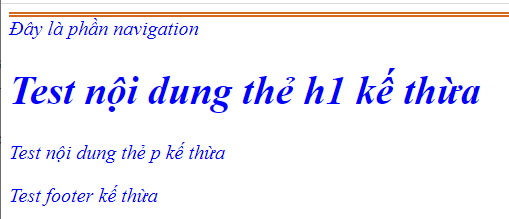 Đây là phần navigation
Test nội dung thẻ h1 kế thừa
Test nội dung thẻ p kế thừa
Test footer kế thừa